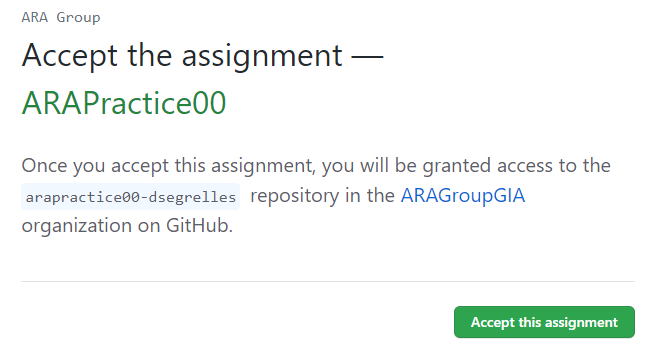 ARA Group
Accept the assignment —
ARAPractice00
Once you accept this assignment, you will be granted access to the
arapractice00-dsegrelles repository in the ARAGroupGIA
organization on GitHub.
Accept this assignment